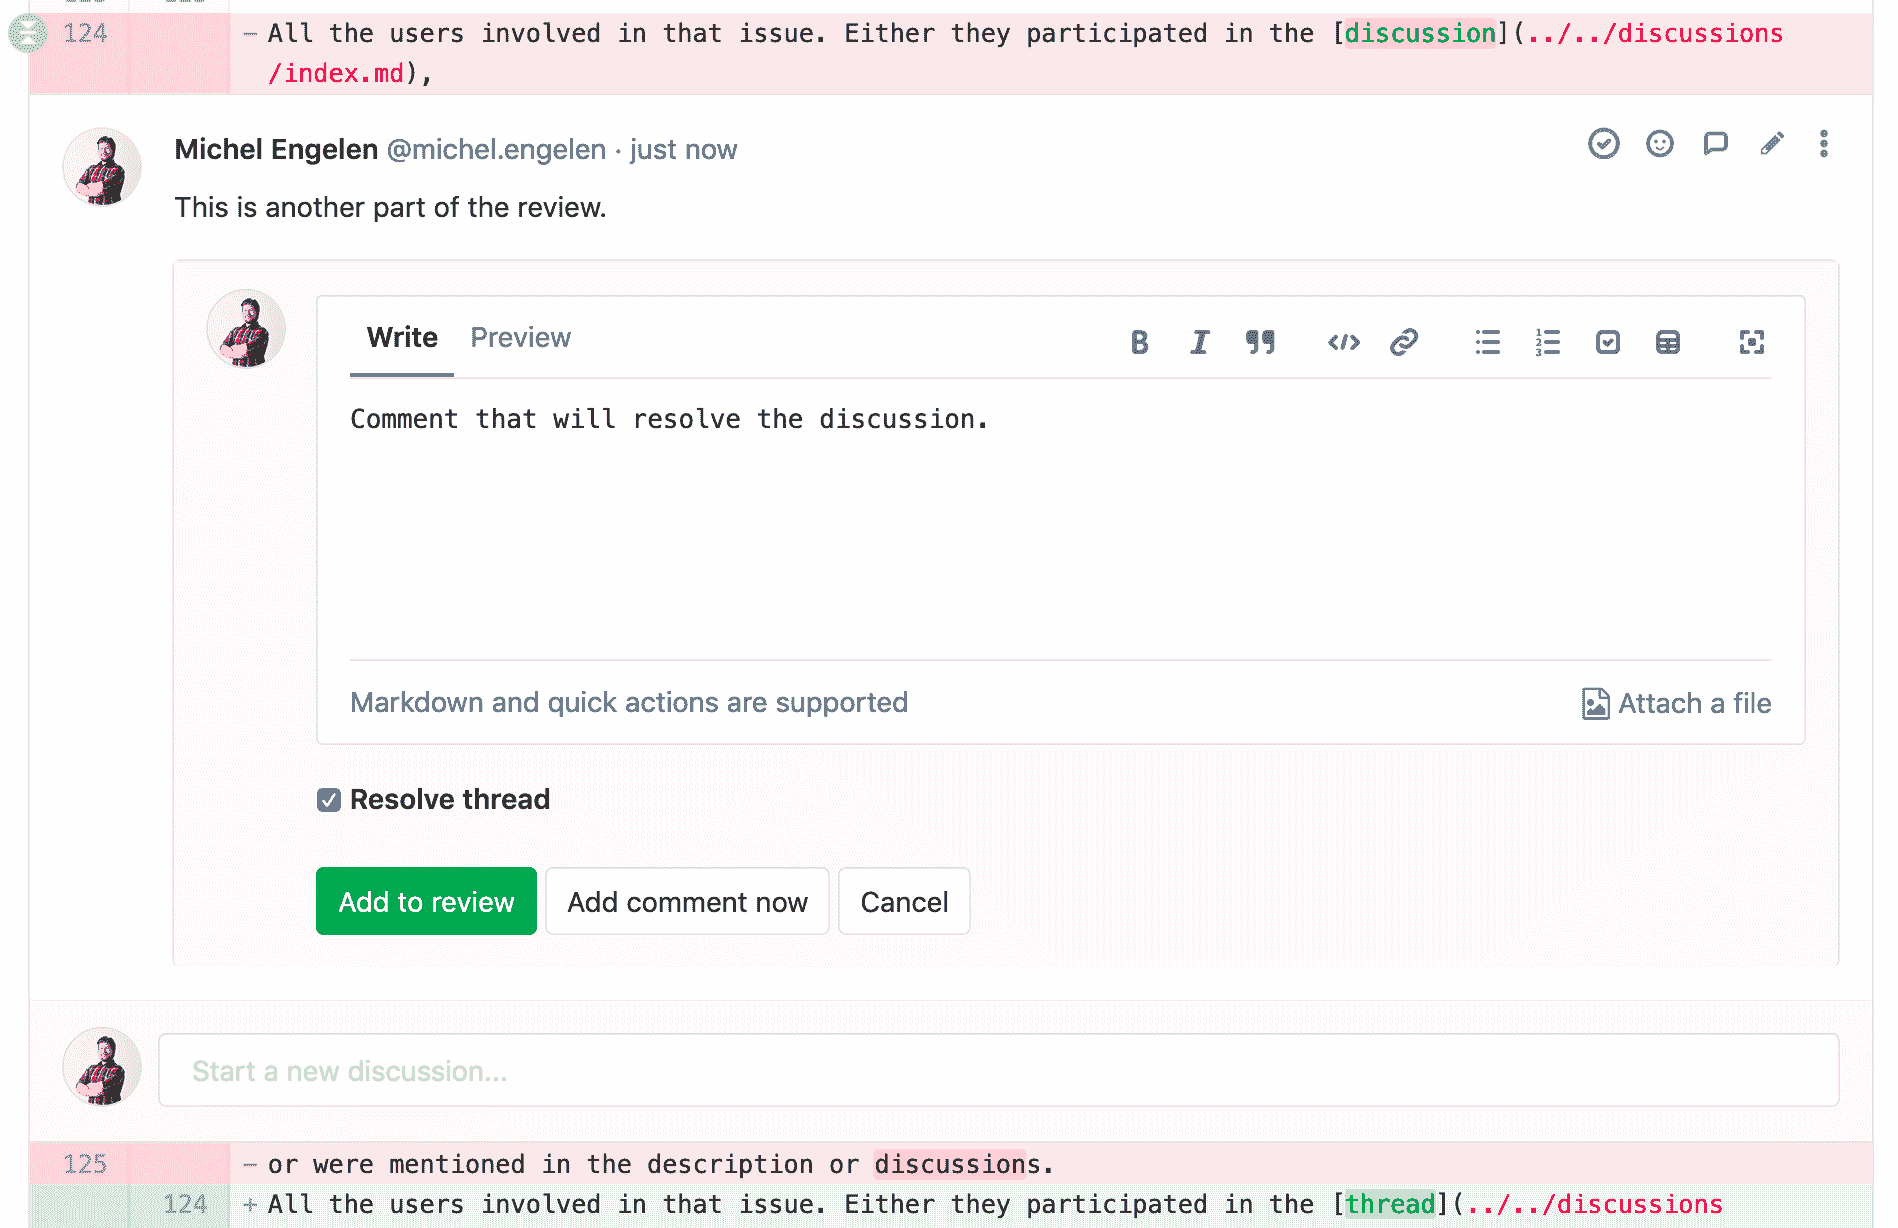 124 - All the users involved in that issue. Either they participated in the [discussion](../../discussions
/index.md),
Michel Engelen @michel.engelen · just now
This is another part of the review.
Write Preview
Comment that will resolve the discussion.
Markdown and quick actions are supported
Attach a file
Resolve thread
Add to review Add comment now Cancel
Start a new discussion...
125 - or were mentioned in the description or discussions.
124 + All the users involved in that issue. Either they participated in the [thread](../../discussions